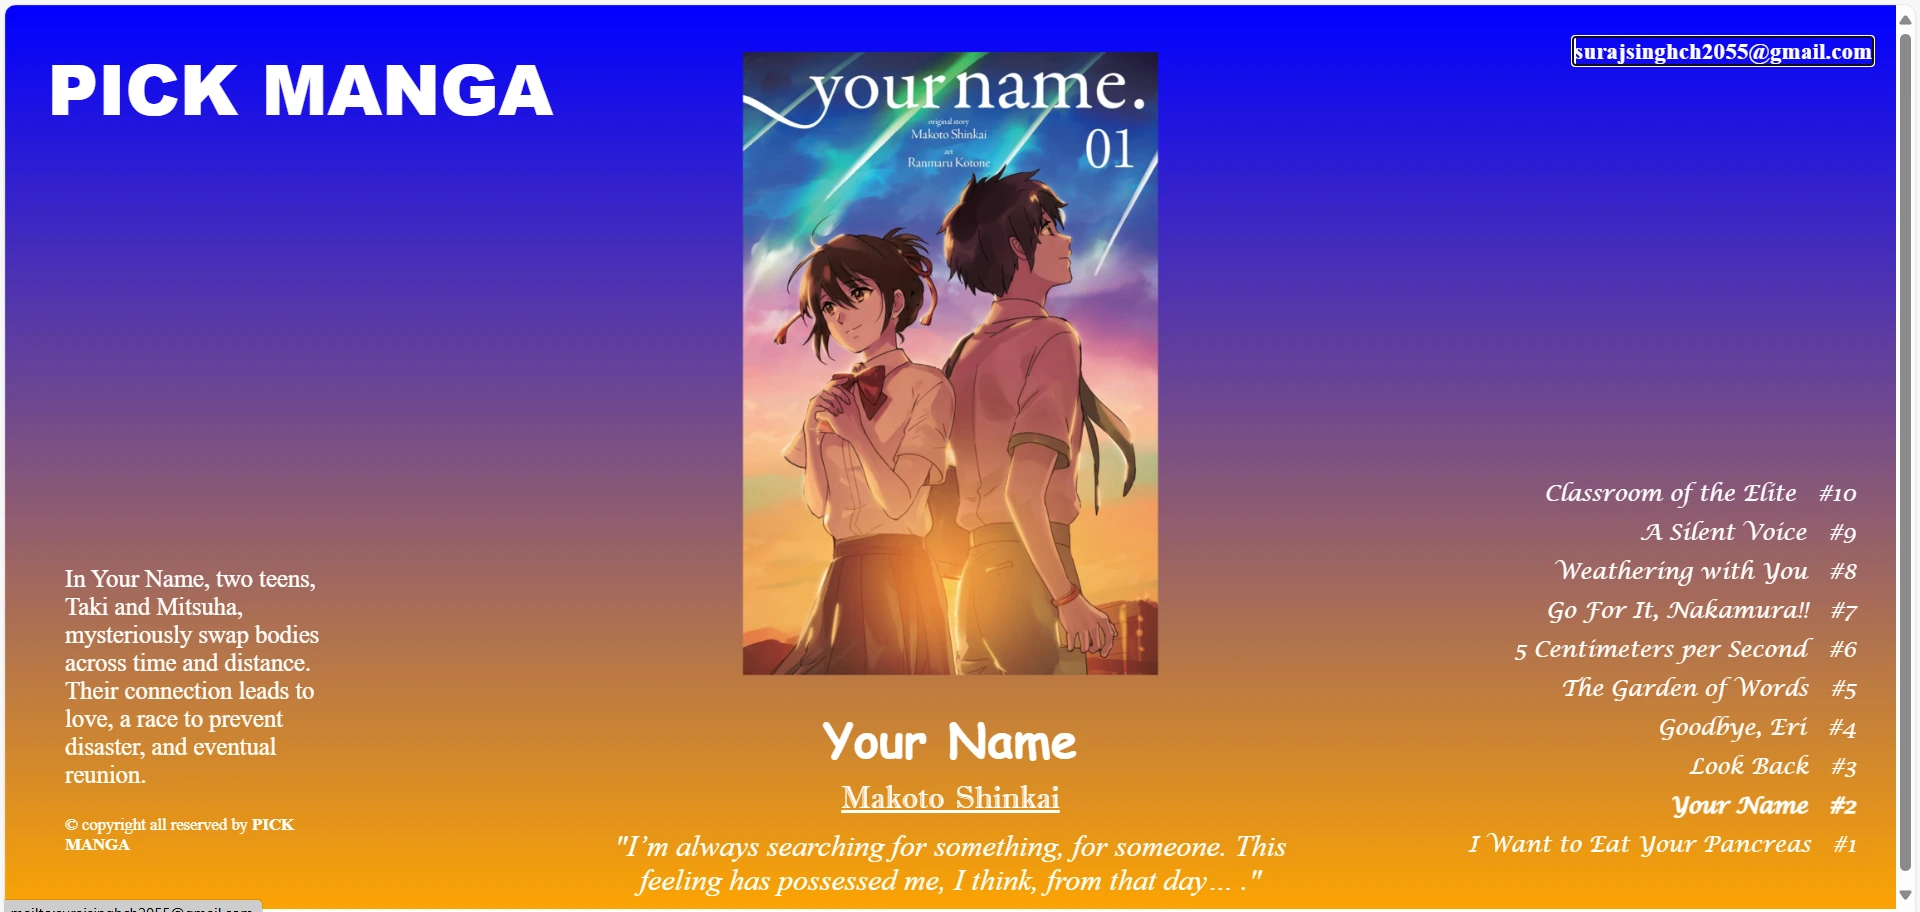 PICK MANGA
surajsinghch2055@gmail.com
yourname.
original story
Makoto Shinkai
art
Ranmaru Kotone
01
In Your Name, two teens,
Taki and Mitsuha,
mysteriously swap bodies
across time and distance.
Their connection leads to
love, a race to prevent
disaster, and eventual
reunion.
© copyright all reserved by PICK
MANGA
Your Name
Makoto Shinkai
"I’m always searching for something, for someone. This
feeling has possessed me, I think, from that day… ."
Classroom of the Elite #10
A Silent Voice #9
Weathering with You #8
Go For It, Nakamura!! #7
5 Centimeters per Second #6
The Garden of Words #5
Goodbye, Eri #4
Look Back #3
Your Name #2
I Want to Eat Your Pancreas #1
mailto:surajsinghch2055@gmail.com